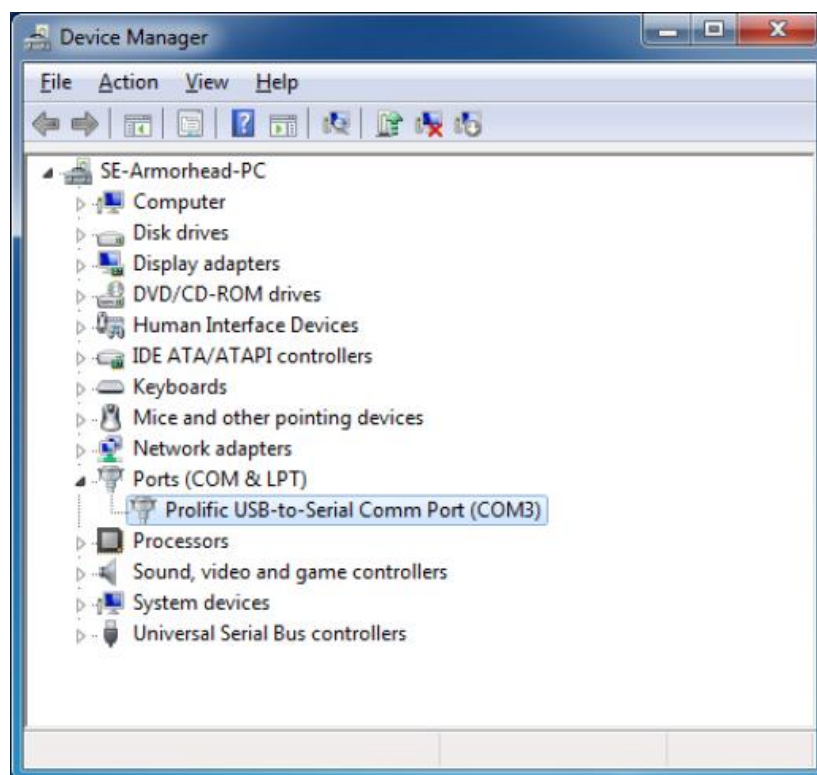 Device Manager
File Action View Help
SE-Armorhead-PC
Computer
Disk drives
Display adapters
DVD/CD-ROM drives
Human Interface Devices
IDE ATA/ATAPI controllers
Keyboards
Mice and other pointing devices
Network adapters
Ports (COM & LPT)
Prolific USB-to-Serial Comm Port (COM3)
Processors
Sound, video and game controllers
System devices
Universal Serial Bus controllers